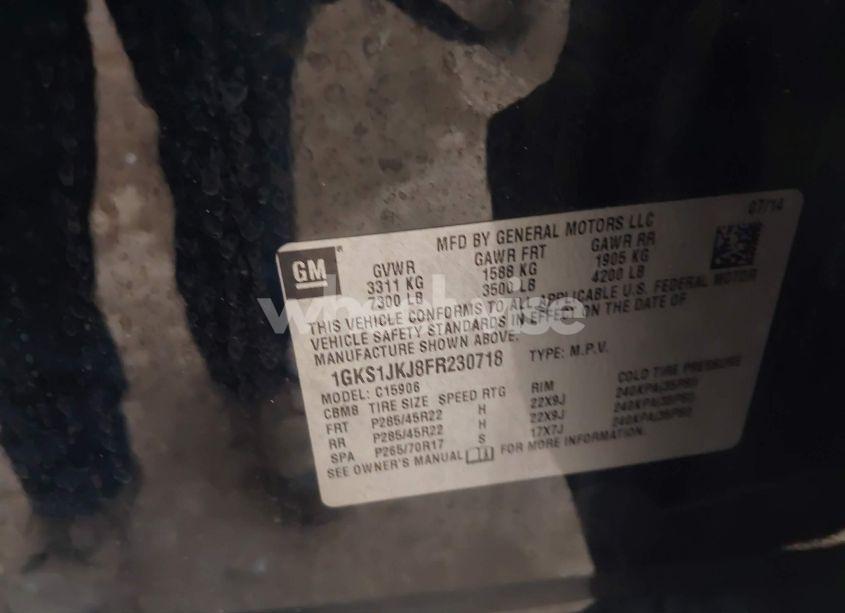 07/14
MFD BY GENERAL MOTORS LLC
GM
GVWR GAWR FRT GAWR RR
3311 KG 1588 KG 1905 KG
7300 LB 3500 LB 4200 LB
THIS VEHICLE CONFORMS TO ALL APPLICABLE U.S. FEDERAL MOTOR
VEHICLE SAFETY STANDARDS IN EFFECT ON THE DATE OF
MANUFACTURE SHOWN ABOVE.
1GKS1JKJ8FR230718 TYPE: M.P.V.
MODEL: C15906
CBM8 TIRE SIZE SPEED RTG RIM COLD TIRE PRESSURE
FRT P285/45R22 H 22X9J 240KPA(35PSI)
RR P285/45R22 H 22X9J 240KPA(35PSI)
SPA P265/70R17 S 17X7J 240KPA(35PSI)
SEE OWNER'S MANUAL FOR MORE INFORMATION.